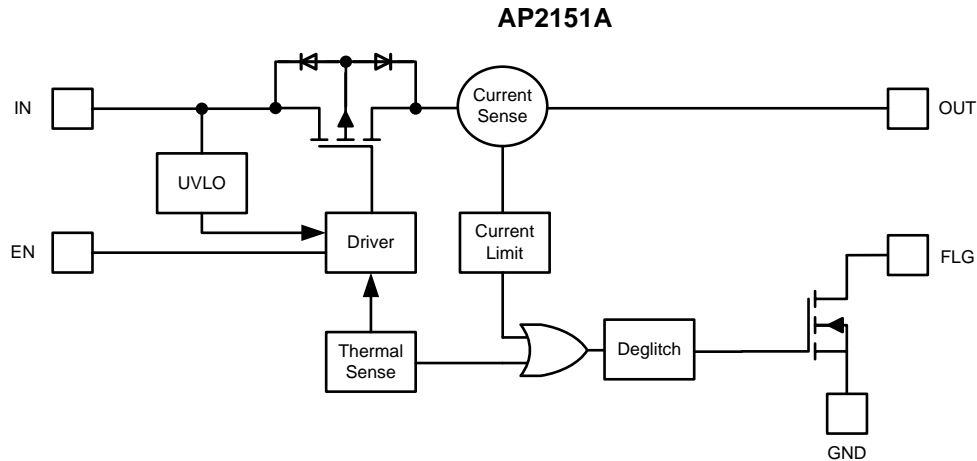 AP2151A
IN
Current
Sense
OUT
UVLO
EN
Driver
Current
Limit
FLG
Thermal
Sense
Deglitch
GND